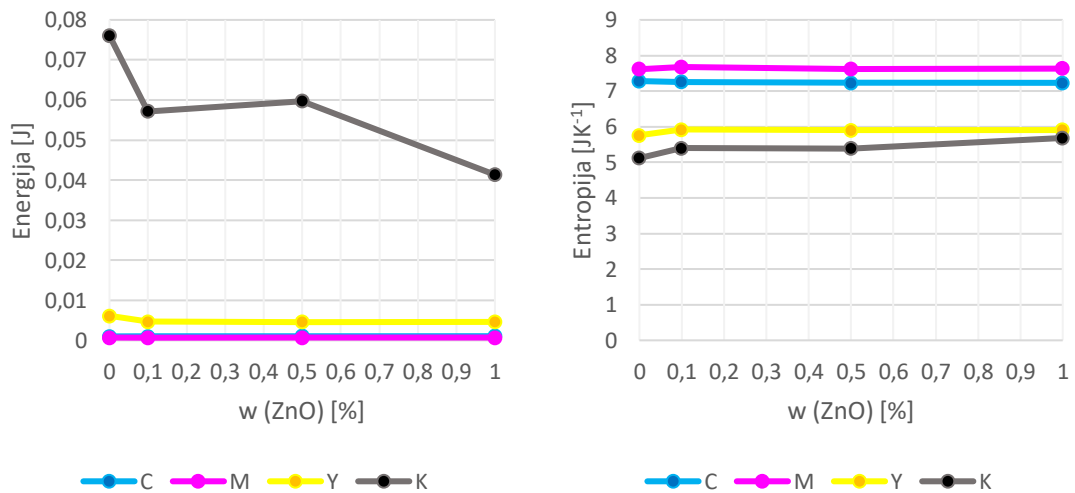 0,08
0,07
0,06
0,05
0,04
0,03
0,02
0,01
0
Energija [J]
0 0,1 0,2 0,3 0,4 0,5 0,6 0,7 0,8 0,9 1
w (ZnO) [%]
C M Y K
9
8
7
6
5
4
3
2
1
0
Entropija [JK⁻¹]
0 0,1 0,2 0,3 0,4 0,5 0,6 0,7 0,8 0,9 1
w (ZnO) [%]
C M Y K